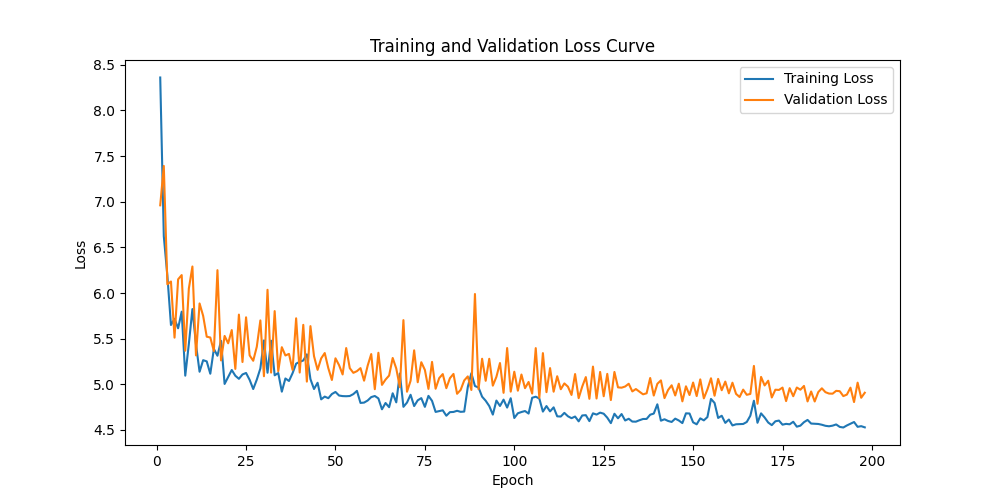 Training and Validation Loss Curve
Training Loss
Validation Loss
Loss
8.5
8.0
7.5
7.0
6.5
6.0
5.5
5.0
4.5
0 25 50 75 100 125 150 175 200
Epoch